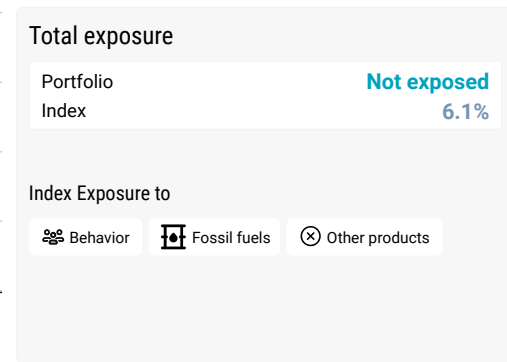 Total exposure
Portfolio Not exposed
Index 6.1%
Index Exposure to
Behavior Fossil fuels Other products